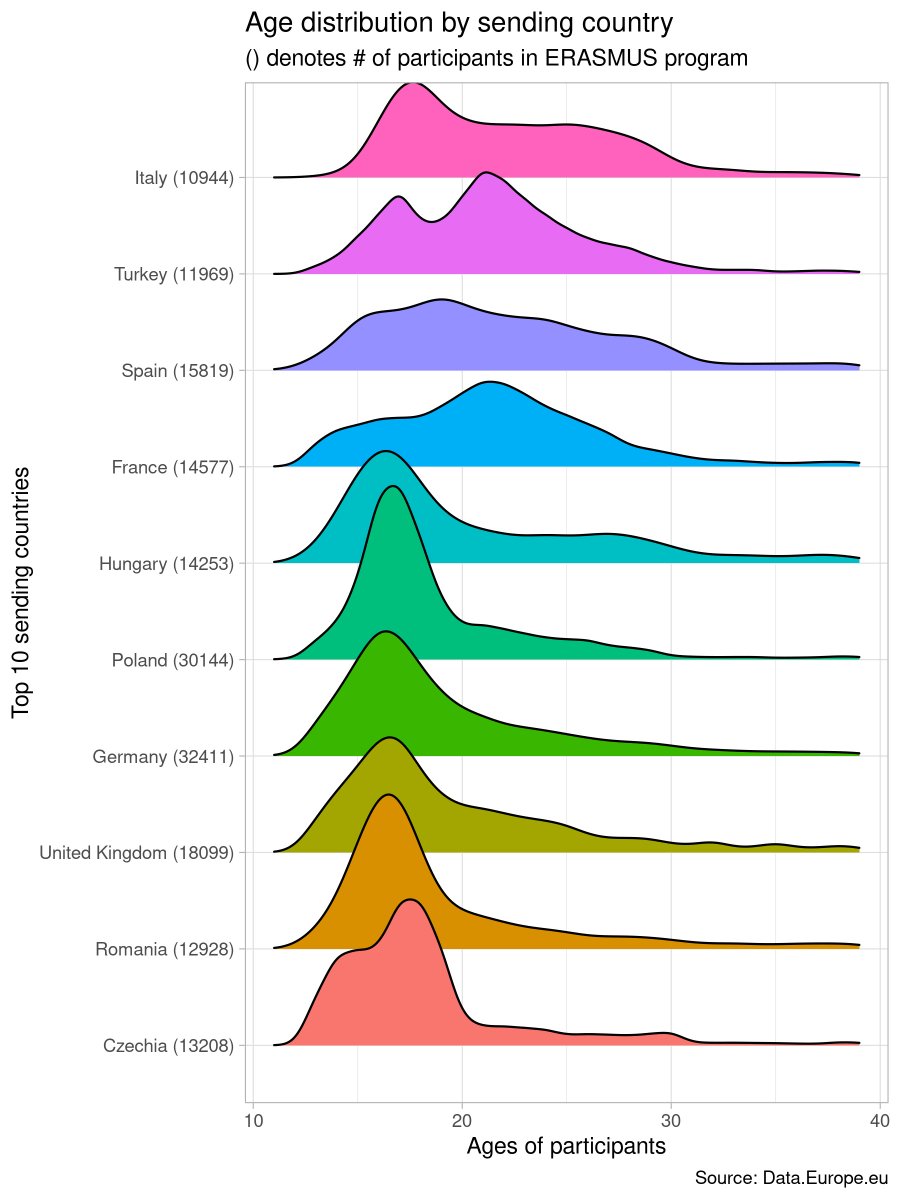 Age distribution by sending country
() denotes # of participants in ERASMUS program
Top 10 sending countries
Italy (10944)
Turkey (11969)
Spain (15819)
France (14577)
Hungary (14253)
Poland (30144)
Germany (32411)
United Kingdom (18099)
Romania (12928)
Czechia (13208)
10 20 30 40
Ages of participants
Source: Data.Europe.eu